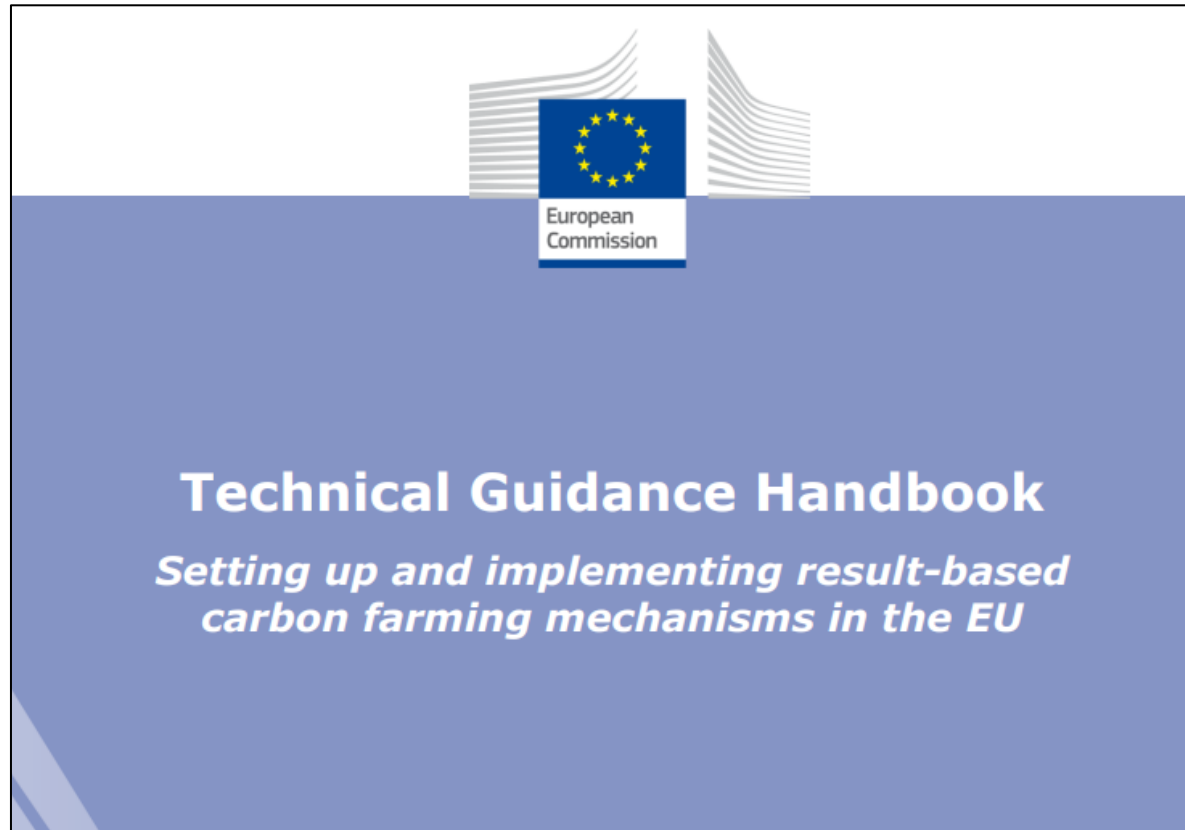 European
Commission
Technical Guidance Handbook
Setting up and implementing result-based
carbon farming mechanisms in the EU